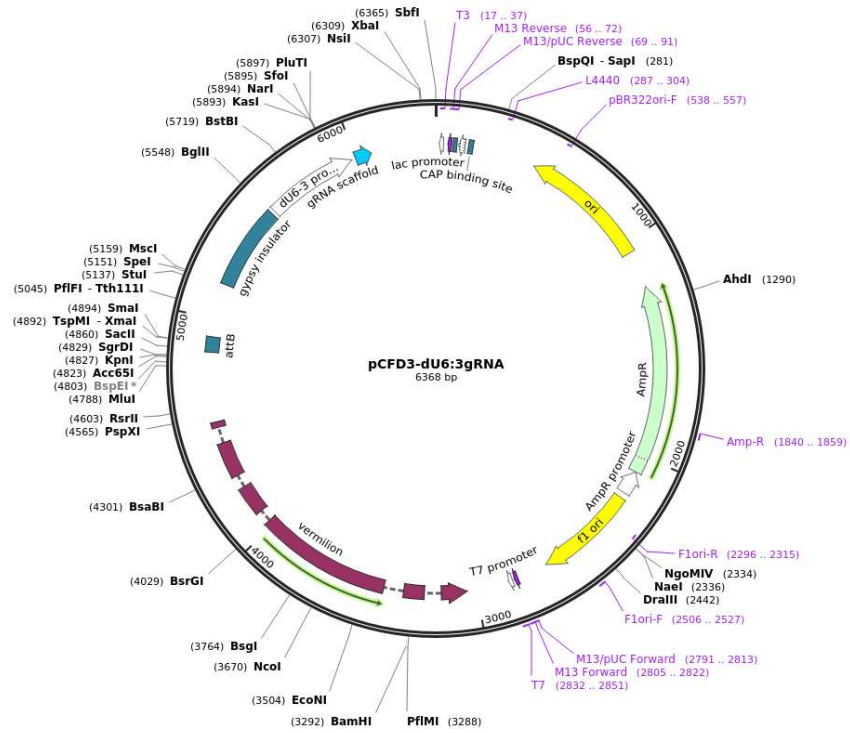 (6365) SbfI
(6309) XbaI
(6307) NsiI
(5897) PluTI
(5895) SfoI
(5894) NarI
(5893) KasI
(5719) BstBI
(5548) BglII
(5159) MscI
(5151) SpeI
(5137) StuI
(5045) PflFI - Tth111I
(4894) SmaI
(4892) TspMI - XmaI
(4860) SacII
(4829) SgrDI
(4827) KpnI
(4823) Acc65I
(4803) BspEI *
(4788) MluI
(4603) RsrII
(4565) PspXI
(4301) BsaBI
(4029) BsrGI
(3764) BsgI
(3670) NcoI
(3504) EcoNI
(3292) BamHI
PflMI (3288)
T3 (17 .. 37)
M13 Reverse (56 .. 72)
M13/pUC Reverse (69 .. 91)
BspQI - SapI (281)
L4440 (287 .. 304)
pBR322ori-F (538 .. 557)
AhdI (1290)
Amp-R (1840 .. 1859)
F1ori-R (2296 .. 2315)
NgoMIV (2334)
NaeI (2336)
DraIII (2442)
F1ori-F (2506 .. 2527)
M13/pUC Forward (2791 .. 2813)
M13 Forward (2805 .. 2822)
T7 (2832 .. 2851)
1000
2000
3000
4000
5000
6000
lac promoter
CAP binding site
ori
AmpR
AmpR promoter
f1 ori
T7 promoter
vermilion
attB
gypsy insulator
dU6-3 pro...
gRNA scaffold
pCFD3-dU6:3gRNA
6368 bp